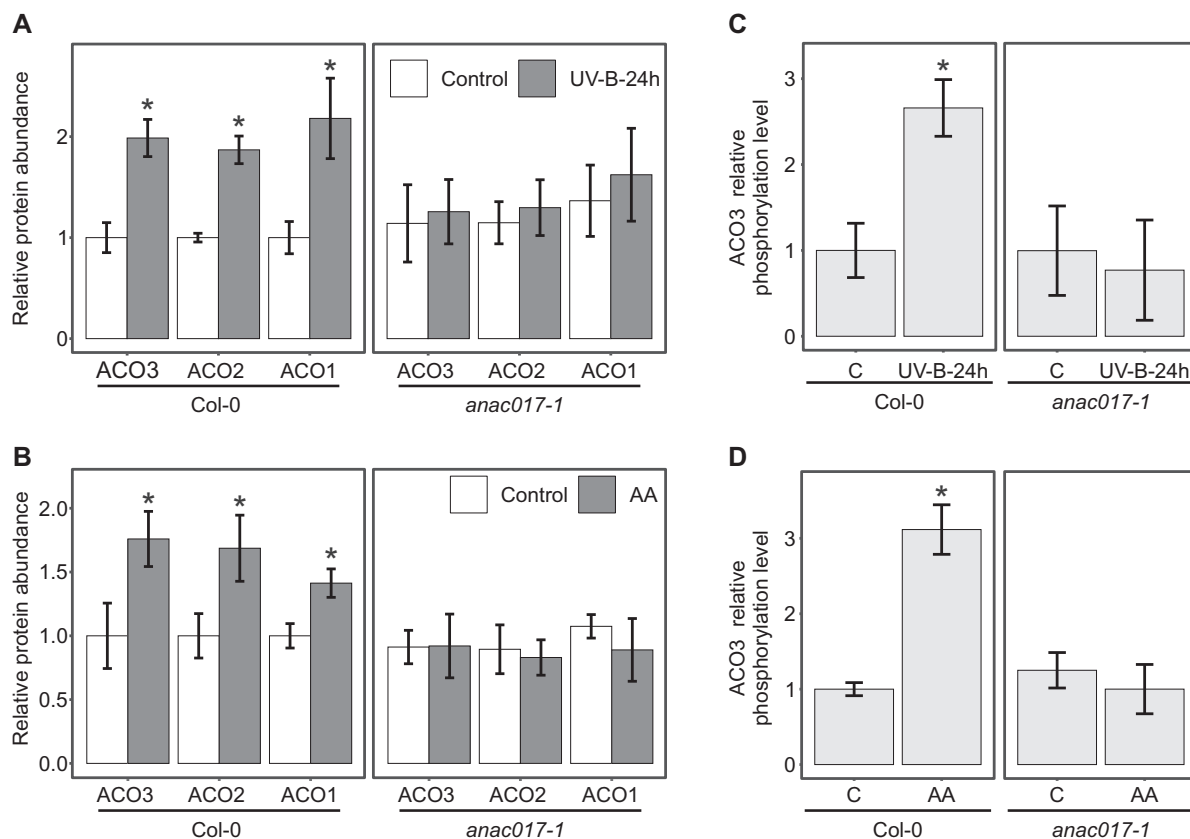 A
Relative protein abundance
2
1
0
* * *
Control UV-B-24h
ACO3 ACO2 ACO1 ACO3 ACO2 ACO1
Col-0 anac017-1
C
ACO3 relative
phosphorylation level
3
2
1
0
*
C UV-B-24h C UV-B-24h
Col-0 anac017-1
B
Relative protein abundance
2.0
1.5
1.0
0.5
0.0
* * *
Control AA
ACO3 ACO2 ACO1 ACO3 ACO2 ACO1
Col-0 anac017-1
D
ACO3 relative
phosphorylation level
3
2
1
0
*
C AA C AA
Col-0 anac017-1